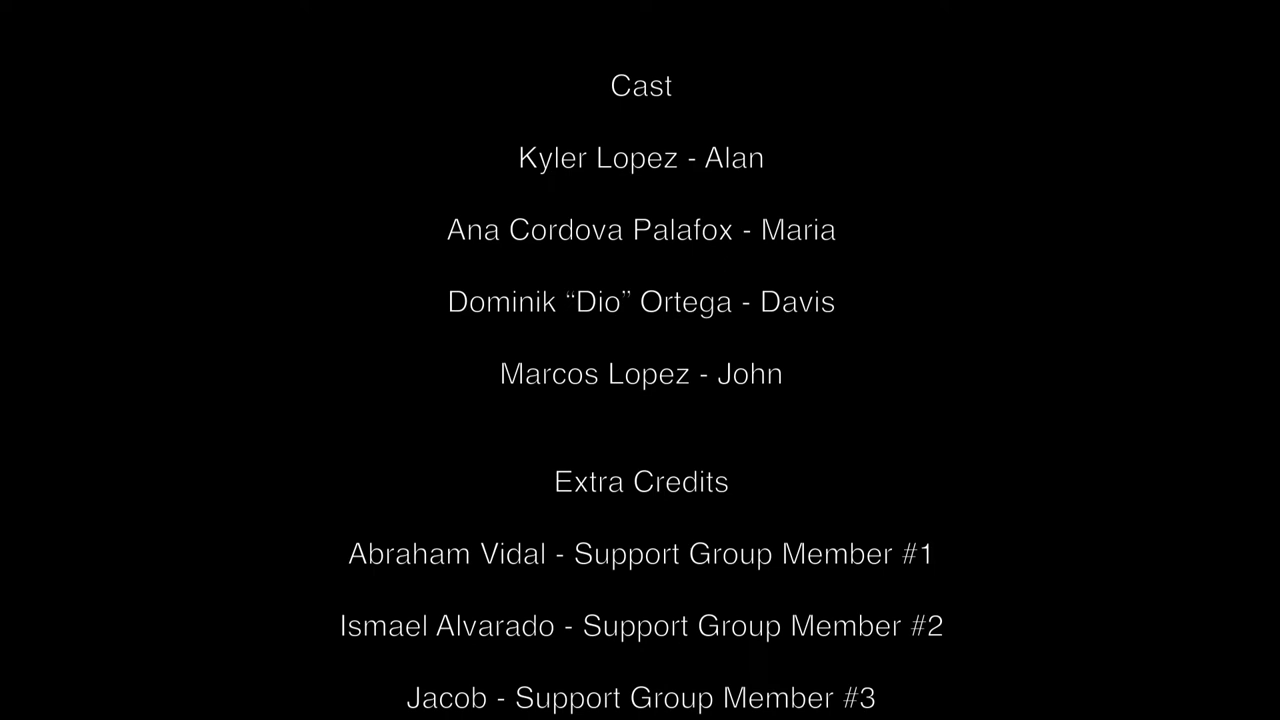 Cast
Kyler Lopez - Alan
Ana Cordova Palafox - Maria
Dominik “Dio” Ortega - Davis
Marcos Lopez - John
Extra Credits
Abraham Vidal - Support Group Member #1
Ismael Alvarado - Support Group Member #2
Jacob - Support Group Member #3